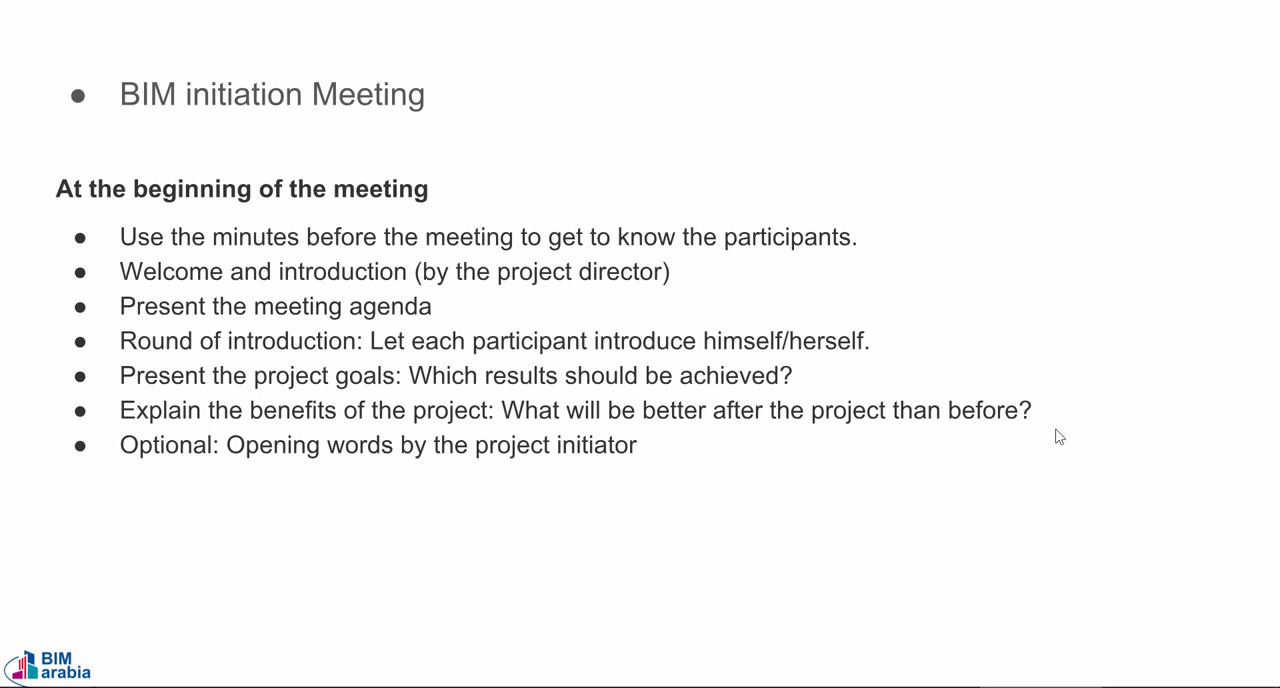 ● BIM initiation Meeting
At the beginning of the meeting
● Use the minutes before the meeting to get to know the participants.
● Welcome and introduction (by the project director)
● Present the meeting agenda
● Round of introduction: Let each participant introduce himself/herself.
● Present the project goals: Which results should be achieved?
● Explain the benefits of the project: What will be better after the project than before?
● Optional: Opening words by the project initiator
BIM
arabia